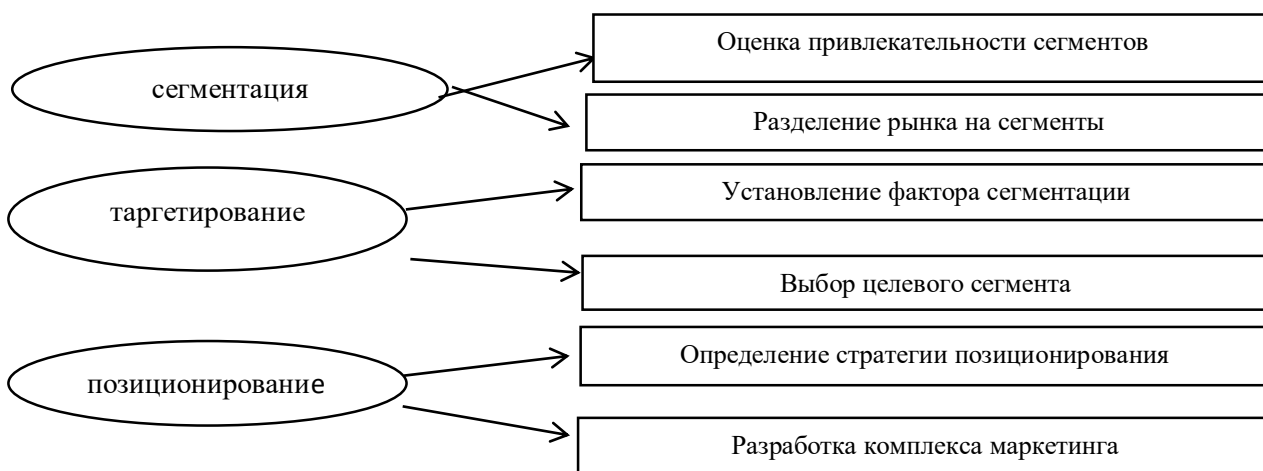 сегментация
Оценка привлекательности сегментов
Разделение рынка на сегменты
таргетирование
Установление фактора сегментации
Выбор целевого сегмента
позиционирование
Определение стратегии позиционирования
Разработка комплекса маркетинга